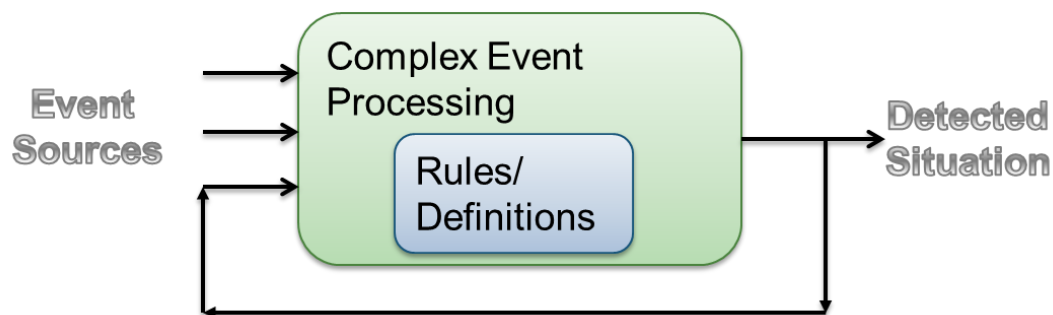 Event
Sources
Complex Event
Processing
Rules/
Definitions
Detected
Situation